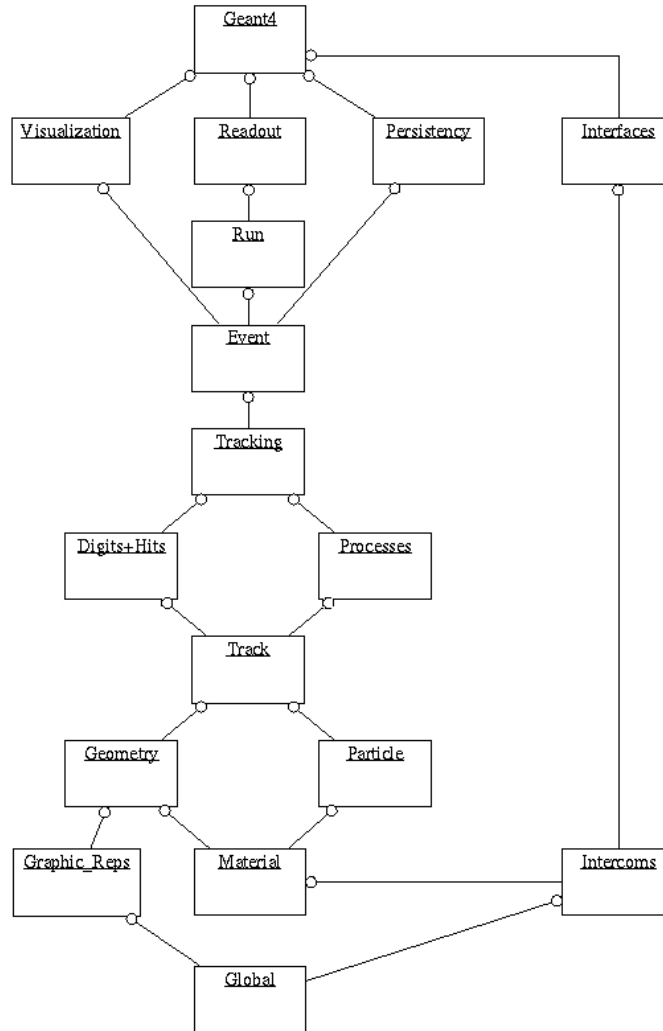 Geant4
Visualization
Readout
Persistency
Interfaces
Run
Event
Tracking
Digits+Hits
Processes
Track
Geometry
Particle
Graphic_Reps
Material
Intercoms
Global